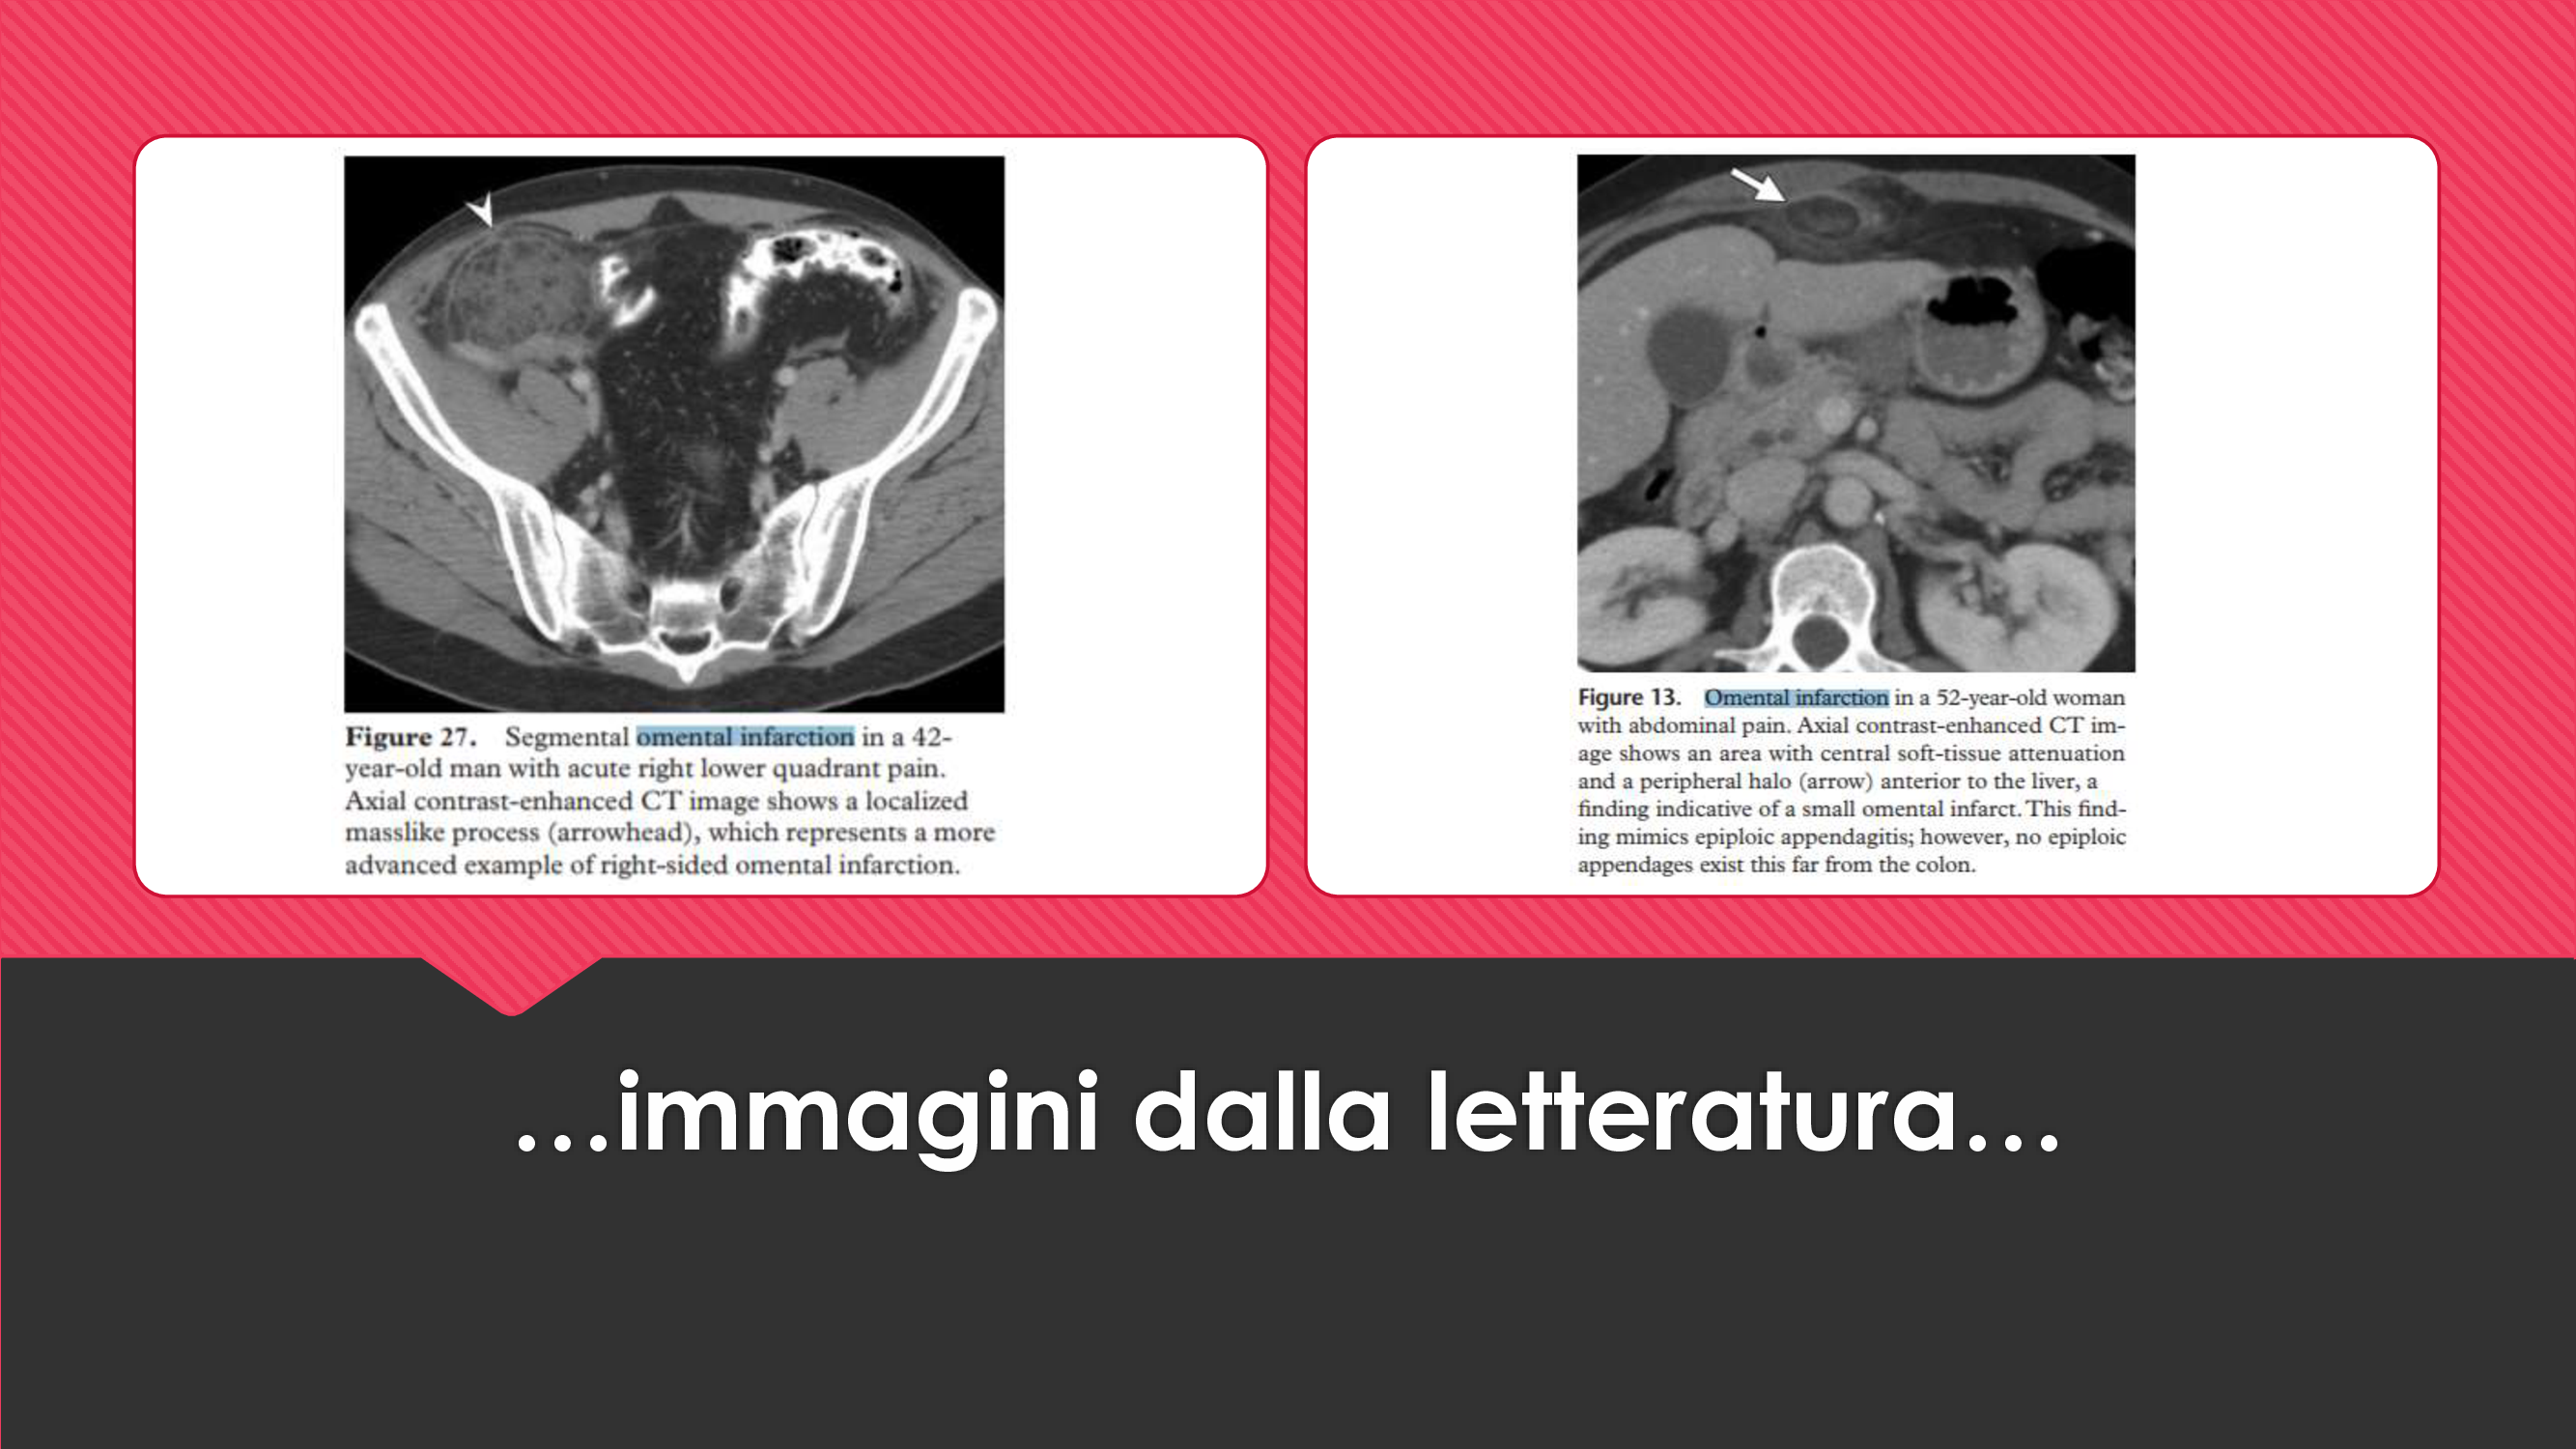 Figure 27. Segmental omental infarction in a 42-
year-old man with acute right lower quadrant pain.
Axial contrast-enhanced CT image shows a localized
masslike process (arrowhead), which represents a more
advanced example of right-sided omental infarction.
Figure 13. Omental infarction in a 52-year-old woman
with abdominal pain. Axial contrast-enhanced CT im-
age shows an area with central soft-tissue attenuation
and a peripheral halo (arrow) anterior to the liver, a
finding indicative of a small omental infarct. This find-
ing mimics epiploic appendagitis; however, no epiploic
appendages exist this far from the colon.
...immagini dalla letteratura...